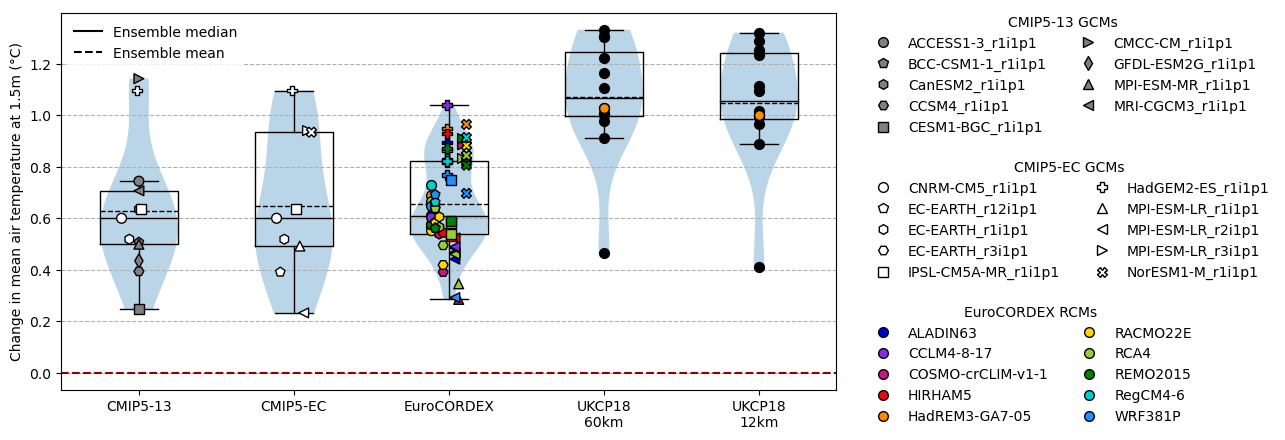 Change in mean air temperature at 1.5m (°C)
Ensemble median
Ensemble mean
1.2
1.0
0.8
0.6
0.4
0.2
0.0
CMIP5-13
CMIP5-EC
EuroCORDEX
UKCP18
60km
UKCP18
12km
CMIP5-13 GCMs
ACCESS1-3_r1i1p1
BCC-CSM1-1_r1i1p1
CanESM2_r1i1p1
CCSM4_r1i1p1
CESM1-BGC_r1i1p1
CMCC-CM_r1i1p1
GFDL-ESM2G_r1i1p1
MPI-ESM-MR_r1i1p1
MRI-CGCM3_r1i1p1
CMIP5-EC GCMs
CNRM-CM5_r1i1p1
EC-EARTH_r12i1p1
EC-EARTH_r1i1p1
EC-EARTH_r3i1p1
IPSL-CM5A-MR_r1i1p1
HadGEM2-ES_r1i1p1
MPI-ESM-LR_r1i1p1
MPI-ESM-LR_r2i1p1
MPI-ESM-LR_r3i1p1
NorESM1-M_r1i1p1
EuroCORDEX RCMs
ALADIN63
CCLM4-8-17
COSMO-crCLIM-v1-1
HIRHAM5
HadREM3-GA7-05
RACMO22E
RCA4
REMO2015
RegCM4-6
WRF381P